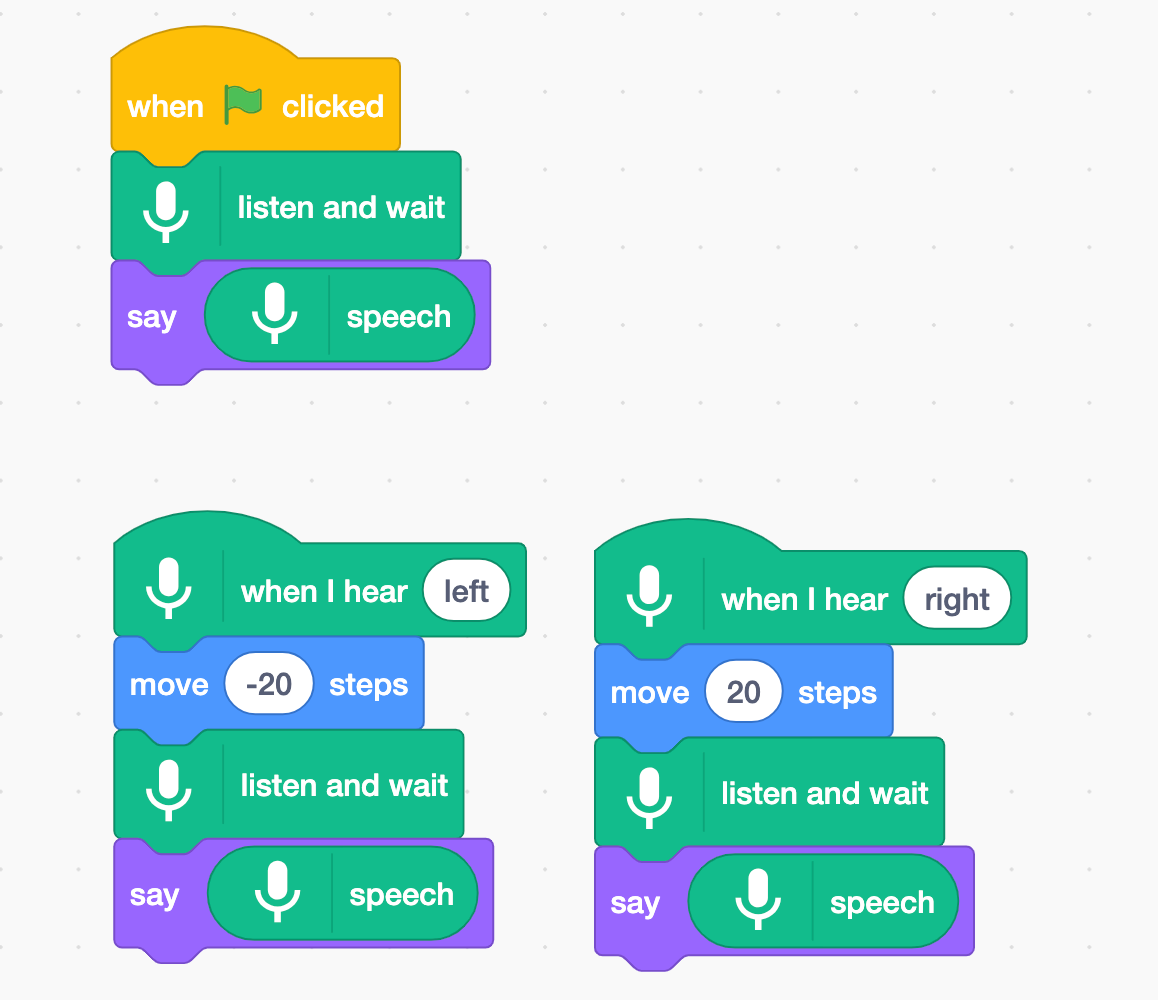 when clicked
listen and wait
say speech
when I hear left
move -20 steps
listen and wait
say speech
when I hear right
move 20 steps
listen and wait
say speech